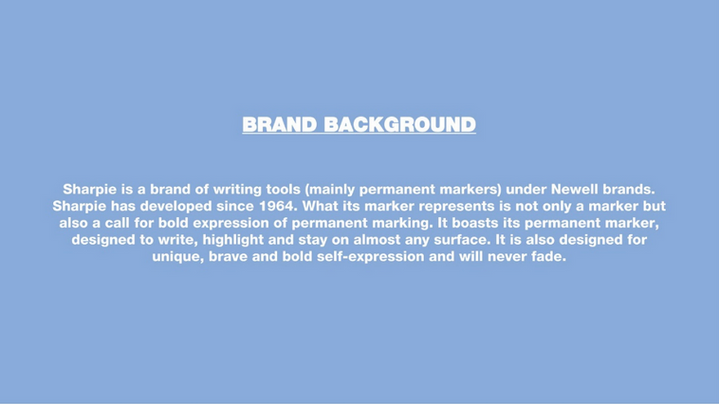 BRAND BACKGROUND
Sharpie is a brand of writing tools (mainly permanent markers) under Newell brands.
Sharpie has developed since 1964. What its marker represents is not only a marker but
also a call for bold expression of permanent marking. It boasts its permanent marker,
designed to write, highlight and stay on almost any surface. It is also designed for
unique, brave and bold self-expression and will never fade.